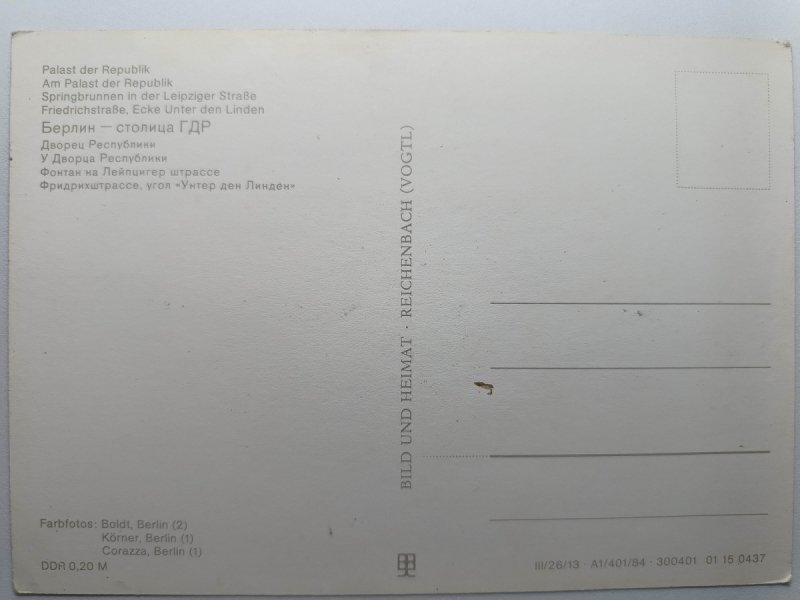 Palast der Republik
Am Palast der Republik
Springbrunnen in der Leipziger Straße
Friedrichstraße, Ecke Unter den Linden
Берлин — столица ГДР
Дворец Республики
У Дворца Республики
Фонтан на Лейпцигер штрассе
Фридрихштрассе, угол «Унтер ден Линден»
BILD UND HEIMAT · REICHENBACH (VOGTL)
Farbfotos: Boldt, Berlin (2)
Körner, Berlin (1)
Corazza, Berlin (1)
DDR 0,20 M
III/26/13 · A1/401/84 · 300401 01 15 0437